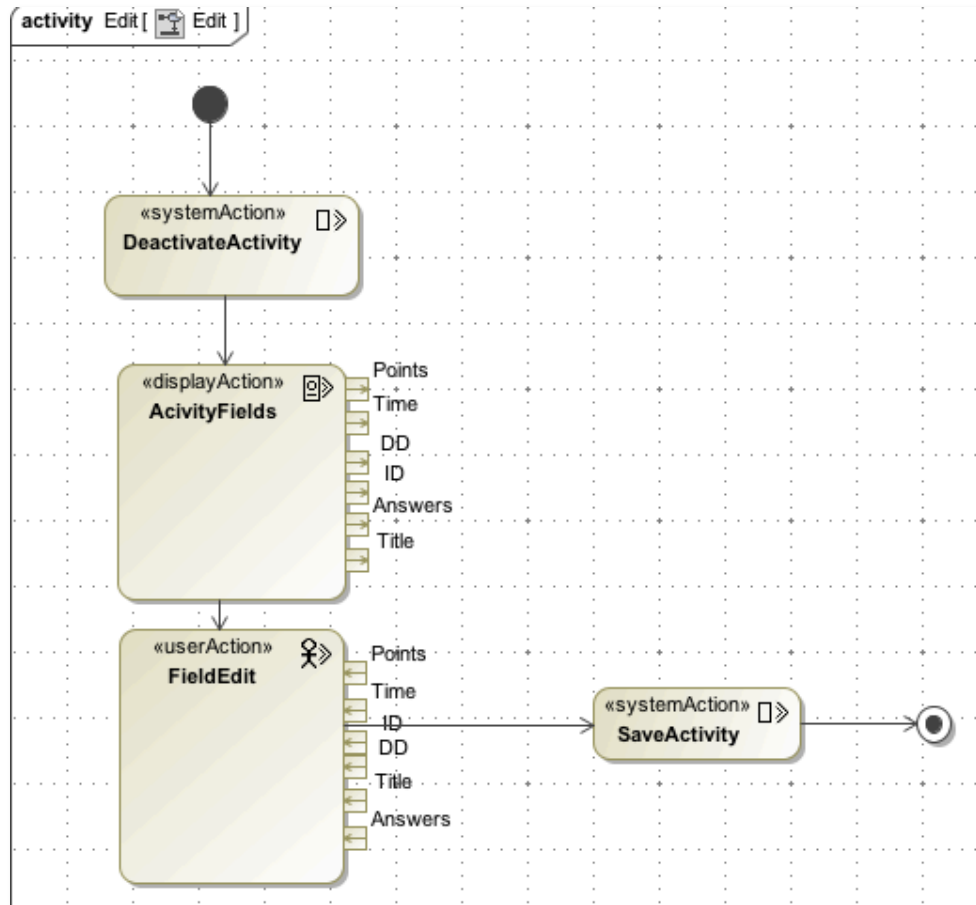 activity Edit [ Edit ]
«systemAction»
DeactivateActivity
«displayAction»
AcivityFields
Points
Time
DD
ID
Answers
Title
«userAction»
FieldEdit
Points
Time
ID
DD
Title
Answers
«systemAction»
SaveActivity